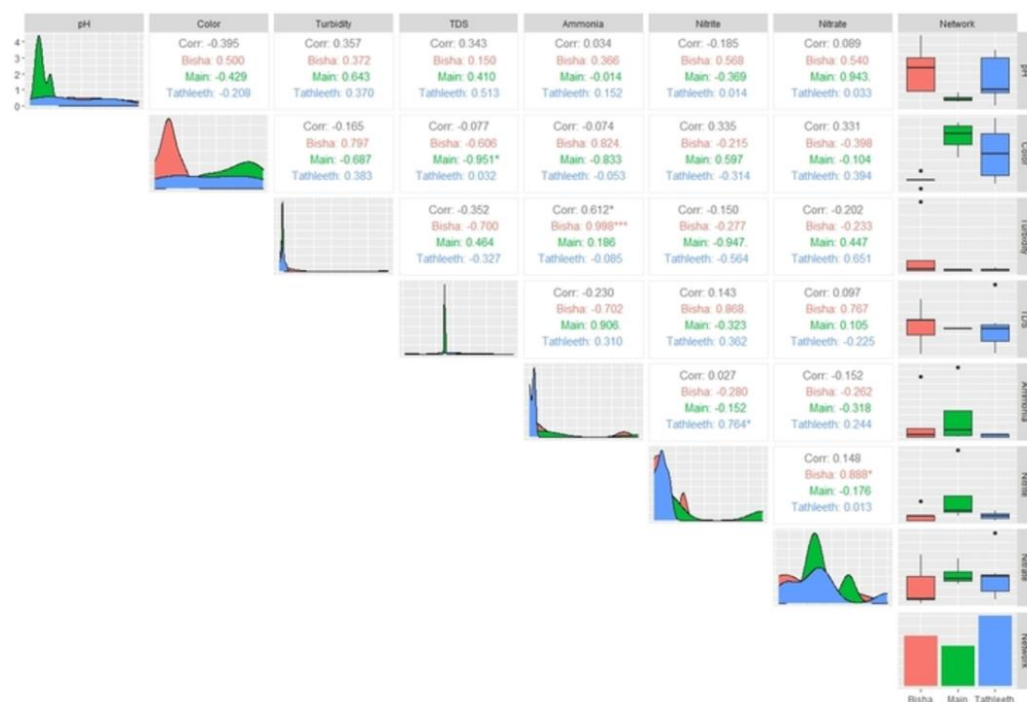 pH Color Turbidity TDS Ammonia Nitrite Nitrate Network
4
3
2
1
0
Corr: -0.395
Bisha: 0.500
Main: -0.429
Tathleeth: -0.208
Corr: 0.357
Bisha: 0.372
Main: 0.643
Tathleeth: 0.370
Corr: 0.343
Bisha: 0.150
Main: 0.410
Tathleeth: 0.513
Corr: 0.034
Bisha: 0.366
Main: -0.014
Tathleeth: 0.152
Corr: -0.185
Bisha: 0.568
Main: -0.369
Tathleeth: 0.014
Corr: 0.089
Bisha: 0.540
Main: 0.943.
Tathleeth: 0.033
pH
Corr: -0.165
Bisha: 0.797
Main: -0.687
Tathleeth: 0.383
Corr: -0.077
Bisha: -0.606
Main: -0.951*
Tathleeth: 0.032
Corr: -0.074
Bisha: 0.824.
Main: -0.833
Tathleeth: -0.053
Corr: 0.335
Bisha: -0.215
Main: 0.597
Tathleeth: -0.314
Corr: 0.331
Bisha: -0.398
Main: -0.104
Tathleeth: 0.394
Color
Corr: -0.352
Bisha: -0.700
Main: 0.464
Tathleeth: -0.327
Corr: 0.612*
Bisha: 0.998***
Main: 0.186
Tathleeth: -0.085
Corr: -0.150
Bisha: -0.277
Main: -0.947.
Tathleeth: -0.564
Corr: -0.202
Bisha: -0.233
Main: 0.447
Tathleeth: 0.651
Turbidity
Corr: -0.230
Bisha: -0.702
Main: 0.906.
Tathleeth: 0.310
Corr: 0.143
Bisha: 0.868.
Main: -0.323
Tathleeth: 0.362
Corr: 0.097
Bisha: 0.767
Main: 0.105
Tathleeth: -0.225
TDS
Corr: 0.027
Bisha: -0.280
Main: -0.152
Tathleeth: 0.764*
Corr: -0.152
Bisha: -0.262
Main: -0.318
Tathleeth: 0.244
Ammonia
Corr: 0.148
Bisha: 0.888*
Main: -0.176
Tathleeth: 0.013
Nitrite
Nitrate
Network
Bisha Main Tathleeth